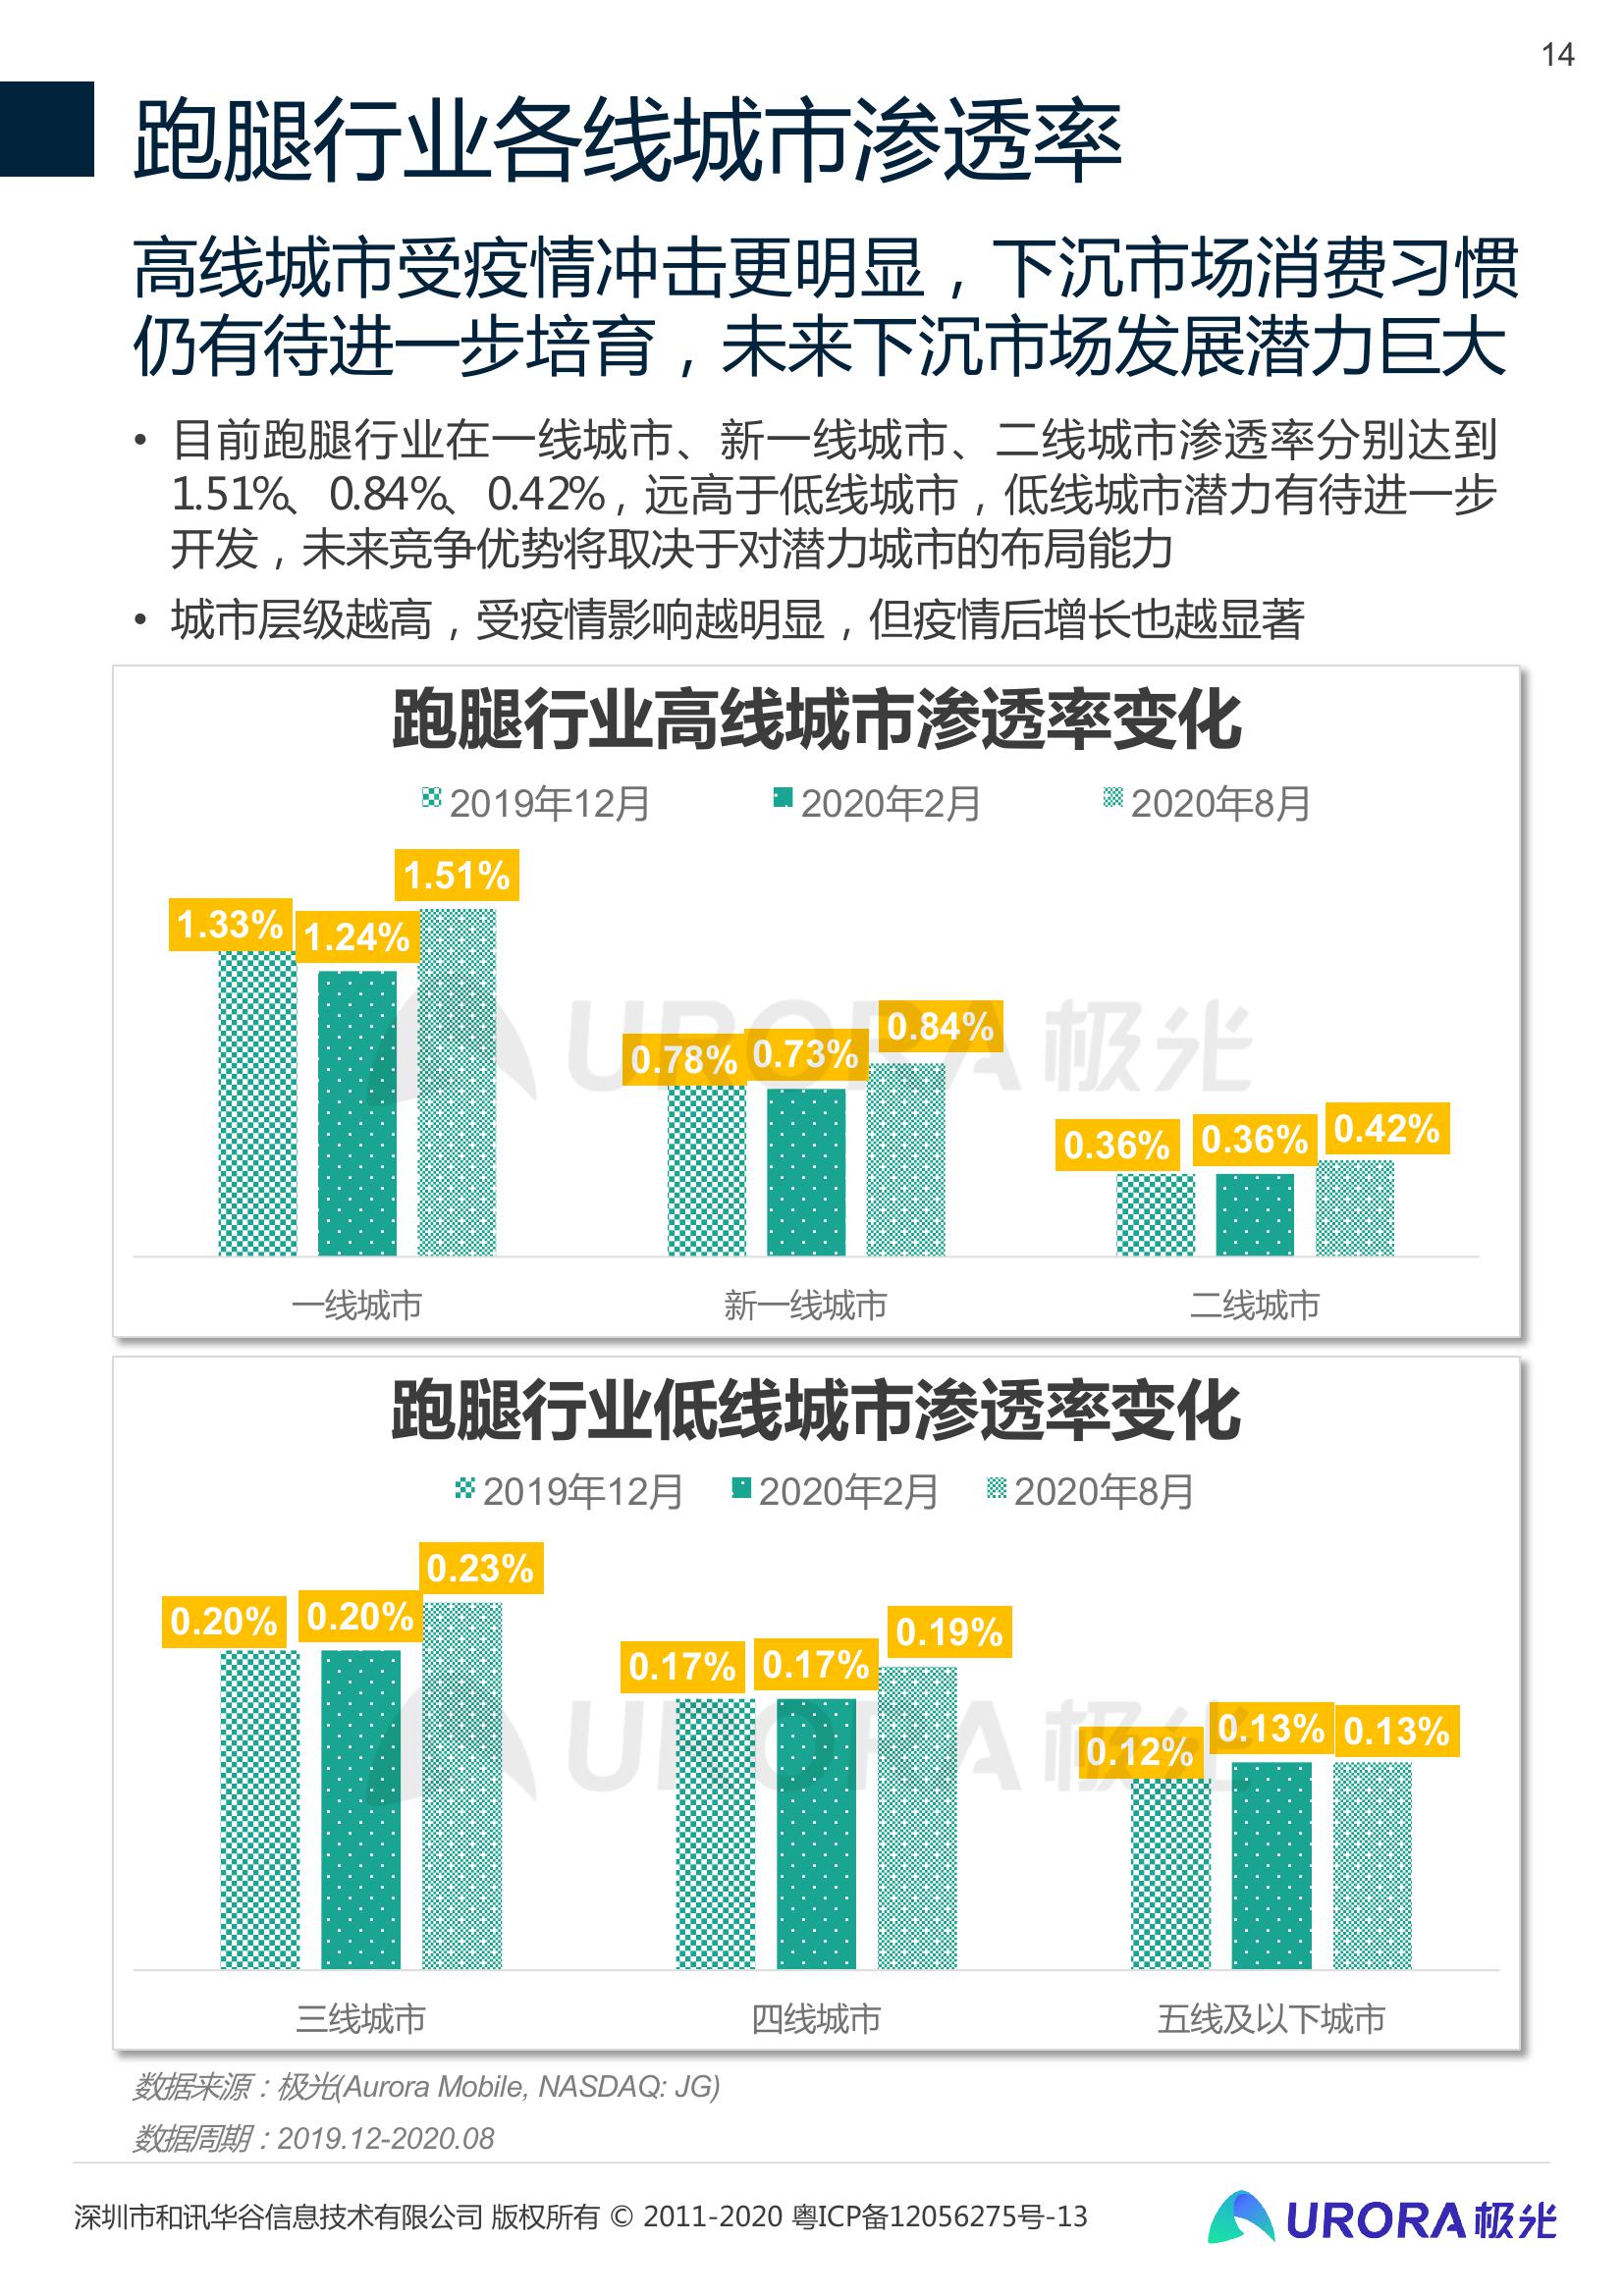 14
跑腿行业各线城市渗透率
高线城市受疫情冲击更明显，下沉市场消费习惯
仍有待进一步培育，未来下沉市场发展潜力巨大
• 目前跑腿行业在一线城市、新一线城市、二线城市渗透率分别达到
1.51%、0.84%、0.42%，远高于低线城市，低线城市潜力有待进一步
开发，未来竞争优势将取决于对潜力城市的布局能力
• 城市层级越高，受疫情影响越明显，但疫情后增长也越显著
跑腿行业高线城市渗透率变化
2019年12月 2020年2月 2020年8月
1.33% 1.24% 1.51%
0.78% 0.73% 0.84%
0.36% 0.36% 0.42%
URORA极光
一线城市 新一线城市 二线城市
跑腿行业低线城市渗透率变化
2019年12月 2020年2月 2020年8月
0.20% 0.20% 0.23%
0.17% 0.17% 0.19%
0.12% 0.13% 0.13%
URORA极光
三线城市 四线城市 五线及以下城市
数据来源：极光(Aurora Mobile, NASDAQ: JG)
数据周期：2019.12-2020.08
深圳市和讯华谷信息技术有限公司 版权所有 © 2011-2020 粤ICP备12056275号-13
URORA极光